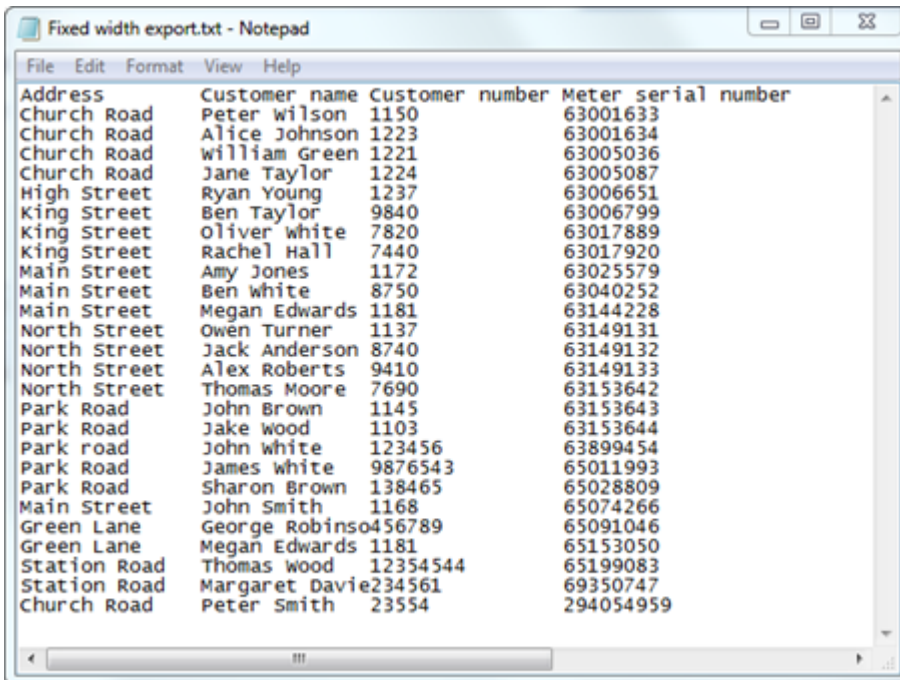 Fixed width export.txt - Notepad
File Edit Format View Help
Address Customer name Customer number Meter serial number
Church Road Peter Wilson 1150 63001633
Church Road Alice Johnson 1223 63001634
Church Road William Green 1221 63005036
Church Road Jane Taylor 1224 63005087
High Street Ryan Young 1237 63006651
King Street Ben Taylor 9840 63006799
King Street Oliver White 7820 63017889
King Street Rachel Hall 7440 63017920
Main Street Amy Jones 1172 63025579
Main Street Ben White 8750 63040252
Main Street Megan Edwards 1181 63144228
North Street Owen Turner 1137 63149131
North Street Jack Anderson 8740 63149132
North Street Alex Roberts 9410 63149133
North Street Thomas Moore 7690 63153642
Park Road John Brown 1145 63153643
Park Road Jake Wood 1103 63153644
Park road John White 123456 63899454
Park Road James White 9876543 65011993
Park Road Sharon Brown 138465 65028809
Main Street John Smith 1168 65074266
Green Lane George Robinso456789 65091046
Green Lane Megan Edwards 1181 65153050
Station Road Thomas Wood 12354544 65199083
Station Road Margaret Davie234561 69350747
Church Road Peter Smith 23554 294054959